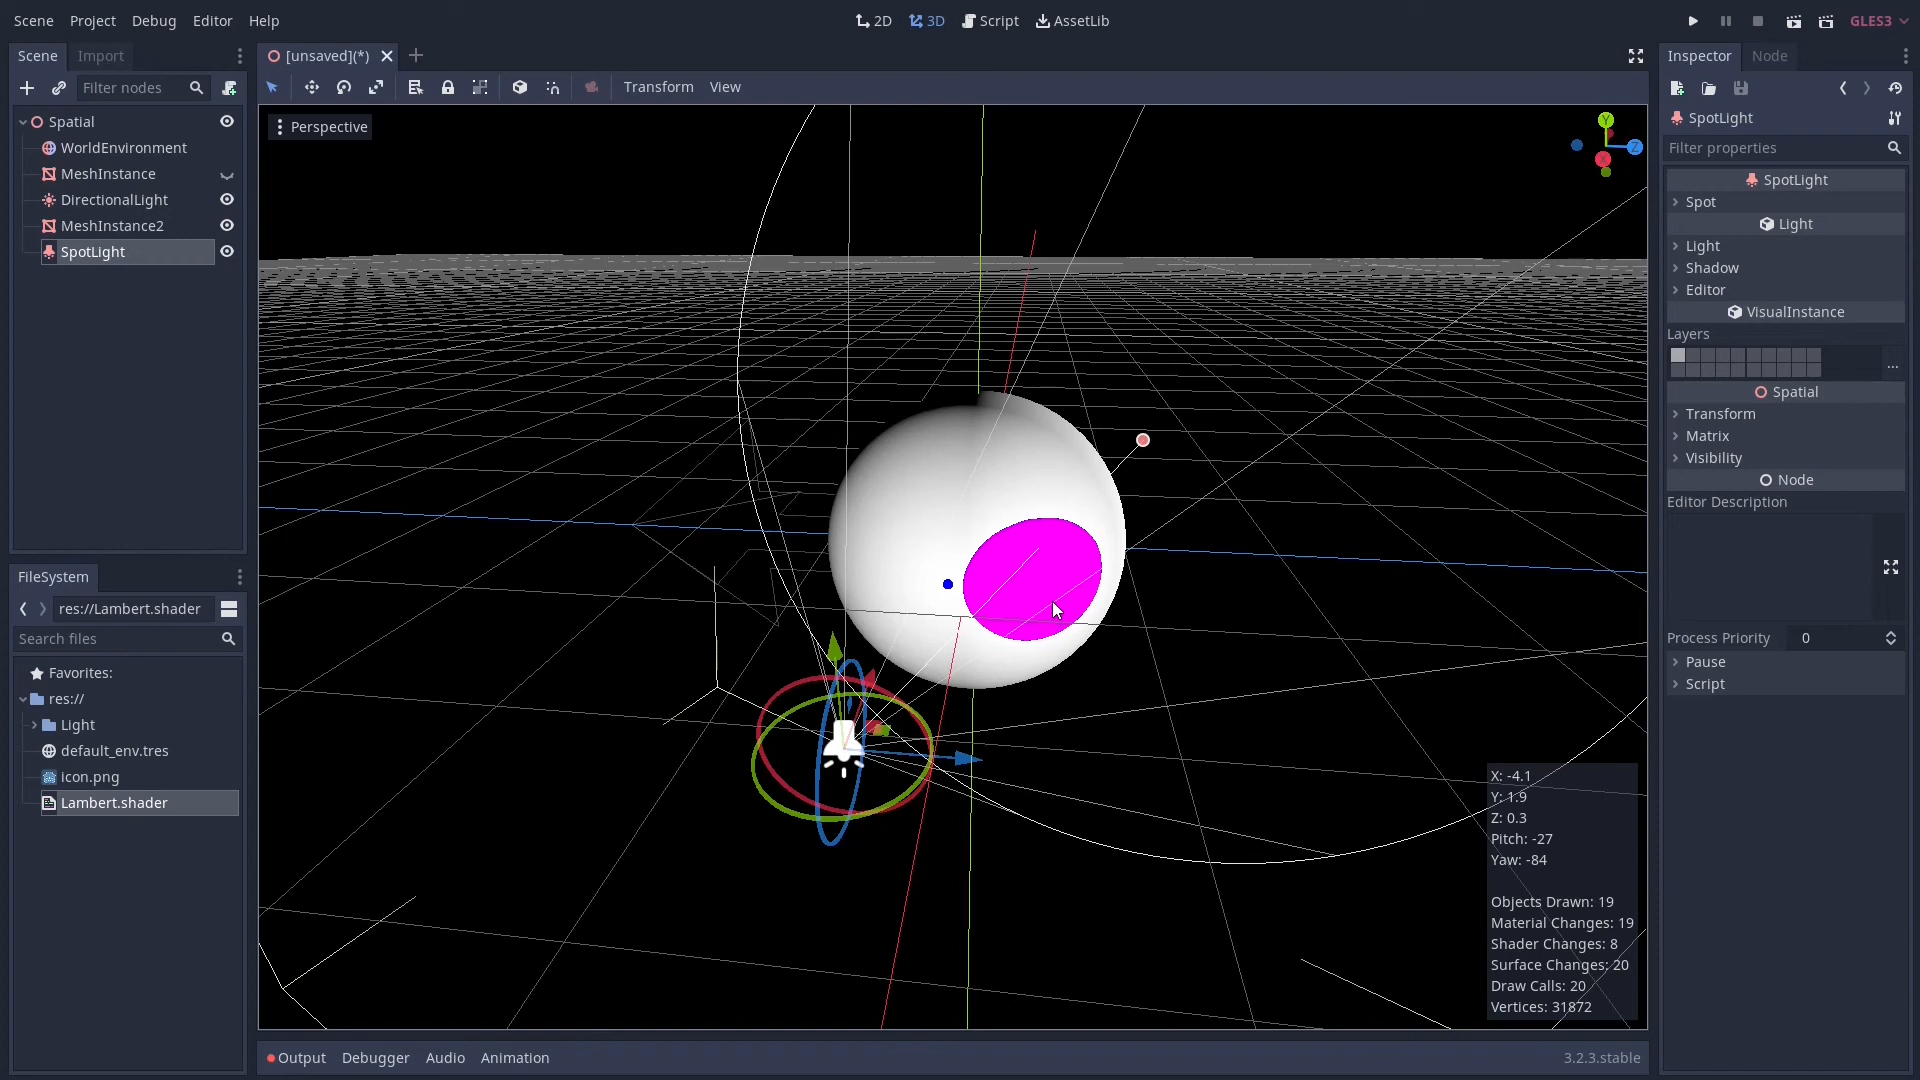 Scene Project Debug Editor Help
2D 3D Script AssetLib
GLES3
Scene Import
Filter nodes
Spatial
WorldEnvironment
MeshInstance
DirectionalLight
MeshInstance2
SpotLight
FileSystem
res://Lambert.shader
Search files
Favorites:
res://
Light
default_env.tres
icon.png
Lambert.shader
[unsaved](*)
Transform View
Perspective
Y
Z
X
X: -4.1
Y: 1.9
Z: 0.3
Pitch: -27
Yaw: -84
Objects Drawn: 19
Material Changes: 19
Shader Changes: 8
Surface Changes: 20
Draw Calls: 20
Vertices: 31872
Output Debugger Audio Animation
3.2.3.stable
Inspector Node
SpotLight
Filter properties
SpotLight
Spot
Light
Light
Shadow
Editor
VisualInstance
Layers
...
Spatial
Transform
Matrix
Visibility
Node
Editor Description
Process Priority 0
Pause
Script